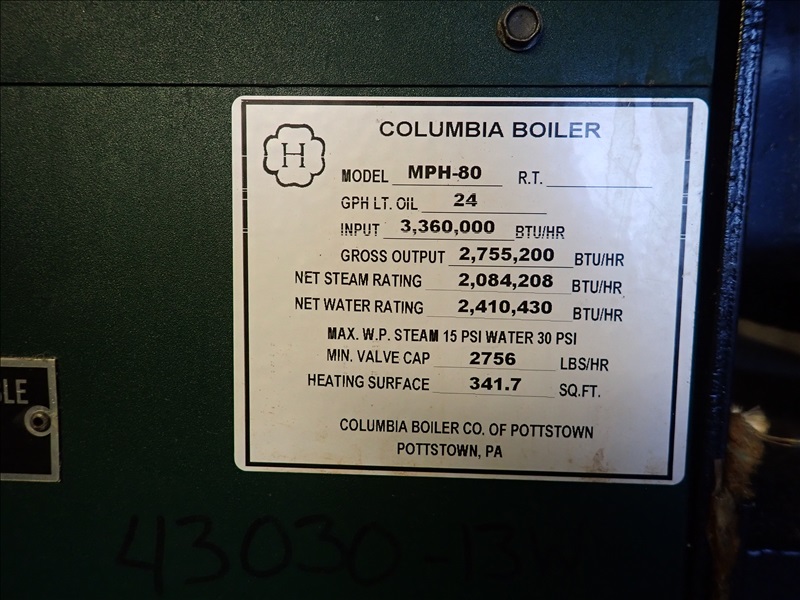 COLUMBIA BOILER
H
MODEL MPH-80 R.T.
GPH LT. OIL 24
INPUT 3,360,000 BTU/HR
GROSS OUTPUT 2,755,200 BTU/HR
NET STEAM RATING 2,084,208 BTU/HR
NET WATER RATING 2,410,430 BTU/HR
MAX. W.P. STEAM 15 PSI WATER 30 PSI
MIN. VALVE CAP 2756 LBS/HR
HEATING SURFACE 341.7 SQ.FT.
COLUMBIA BOILER CO. OF POTTSTOWN
POTTSTOWN, PA
43030-13W